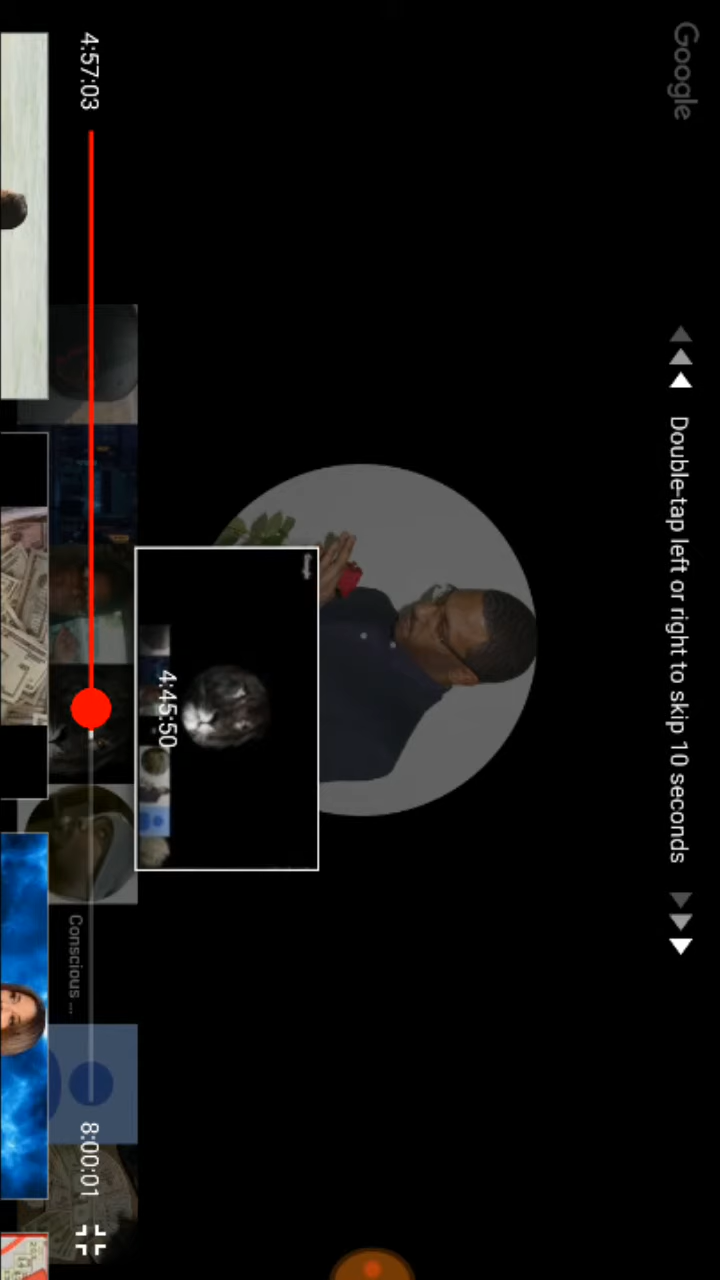 Google
Double-tap left or right to skip 10 seconds
4:45:50
4:57:03
8:00:01
Conscious ...